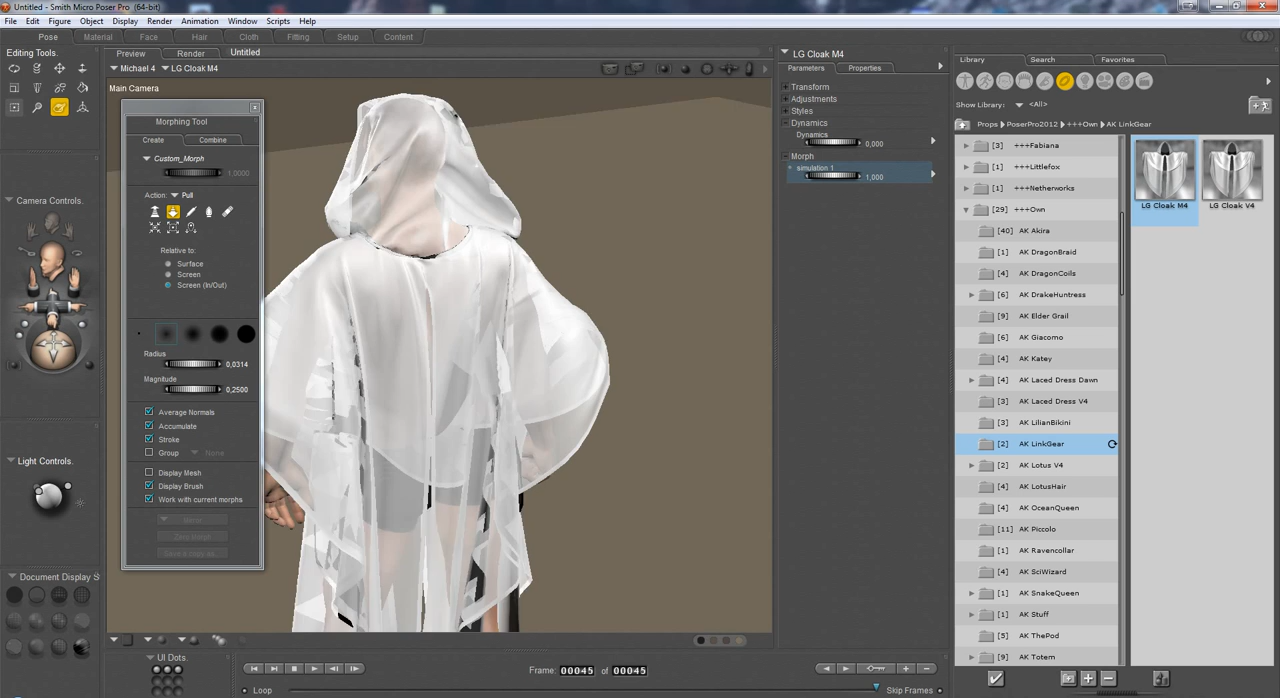 Untitled - Smith Micro Poser Pro (64-bit)
File Edit Figure Object Display Render Animation Window Scripts Help
Pose Material Face Hair Cloth Fitting Setup Content
Editing Tools.
Preview Render Untitled
Michael 4 LG Cloak M4
Main Camera
Morphing Tool
Create Combine
Custom_Morph
1,0000
Action: Pull
Relative to:
Surface
Screen
Screen (In/Out)
Radius
0,0314
Magnitude
0,2500
Average Normals
Accumulate
Stroke
Group None
Display Mesh
Display Brush
Work with current morphs
Mirror
Camera Controls.
Light Controls.
Document Display S
UI Dots.
Frame: 00045 of 00045
Loop
Skip Frames
LG Cloak M4
Parameters Properties
Transform
Adjustments
Styles
Dynamics
Dynamics
0,000
Morph
simulation 1
1,000
Library Search Favorites
Show Library: <All>
Props PoserPro2012 +++Own AK LinkGear
[3] +++Fabiana
[1] +++Littlefox
[1] +++Netherworks
[29] +++Own
[40] AK Akira
[1] AK DragonBraid
[4] AK DragonCoils
[6] AK DrakeHuntress
[9] AK Elder Grail
[6] AK Giacomo
[4] AK Katey
[4] AK Laced Dress Dawn
[3] AK Laced Dress V4
[3] AK LilianBikini
[2] AK LinkGear
[2] AK Lotus V4
[4] AK LotusHair
[4] AK OceanQueen
[11] AK Piccolo
[1] AK Ravencollar
[4] AK SciWizard
[1] AK SnakeQueen
[1] AK Stuff
[5] AK ThePod
[9] AK Totem
LG Cloak M4
LG Cloak V4